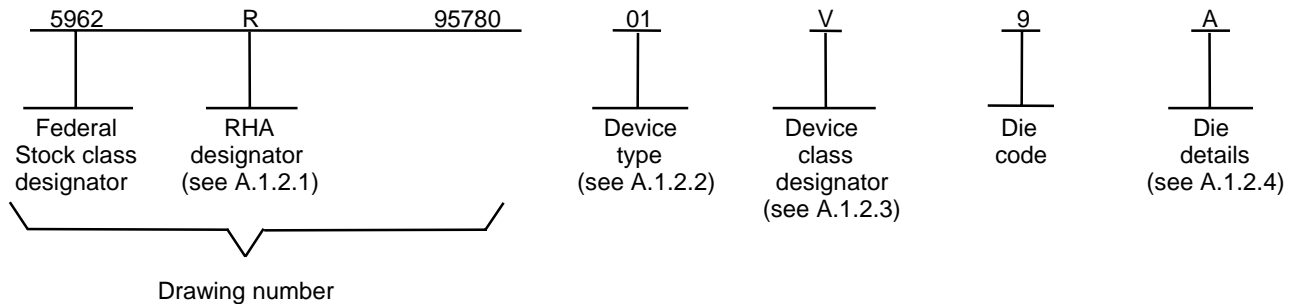 5962 R 95780 01 V 9 A
Federal Stock class designator
RHA designator (see A.1.2.1)
Device type (see A.1.2.2)
Device class designator (see A.1.2.3)
Die code
Die details (see A.1.2.4)
Drawing number